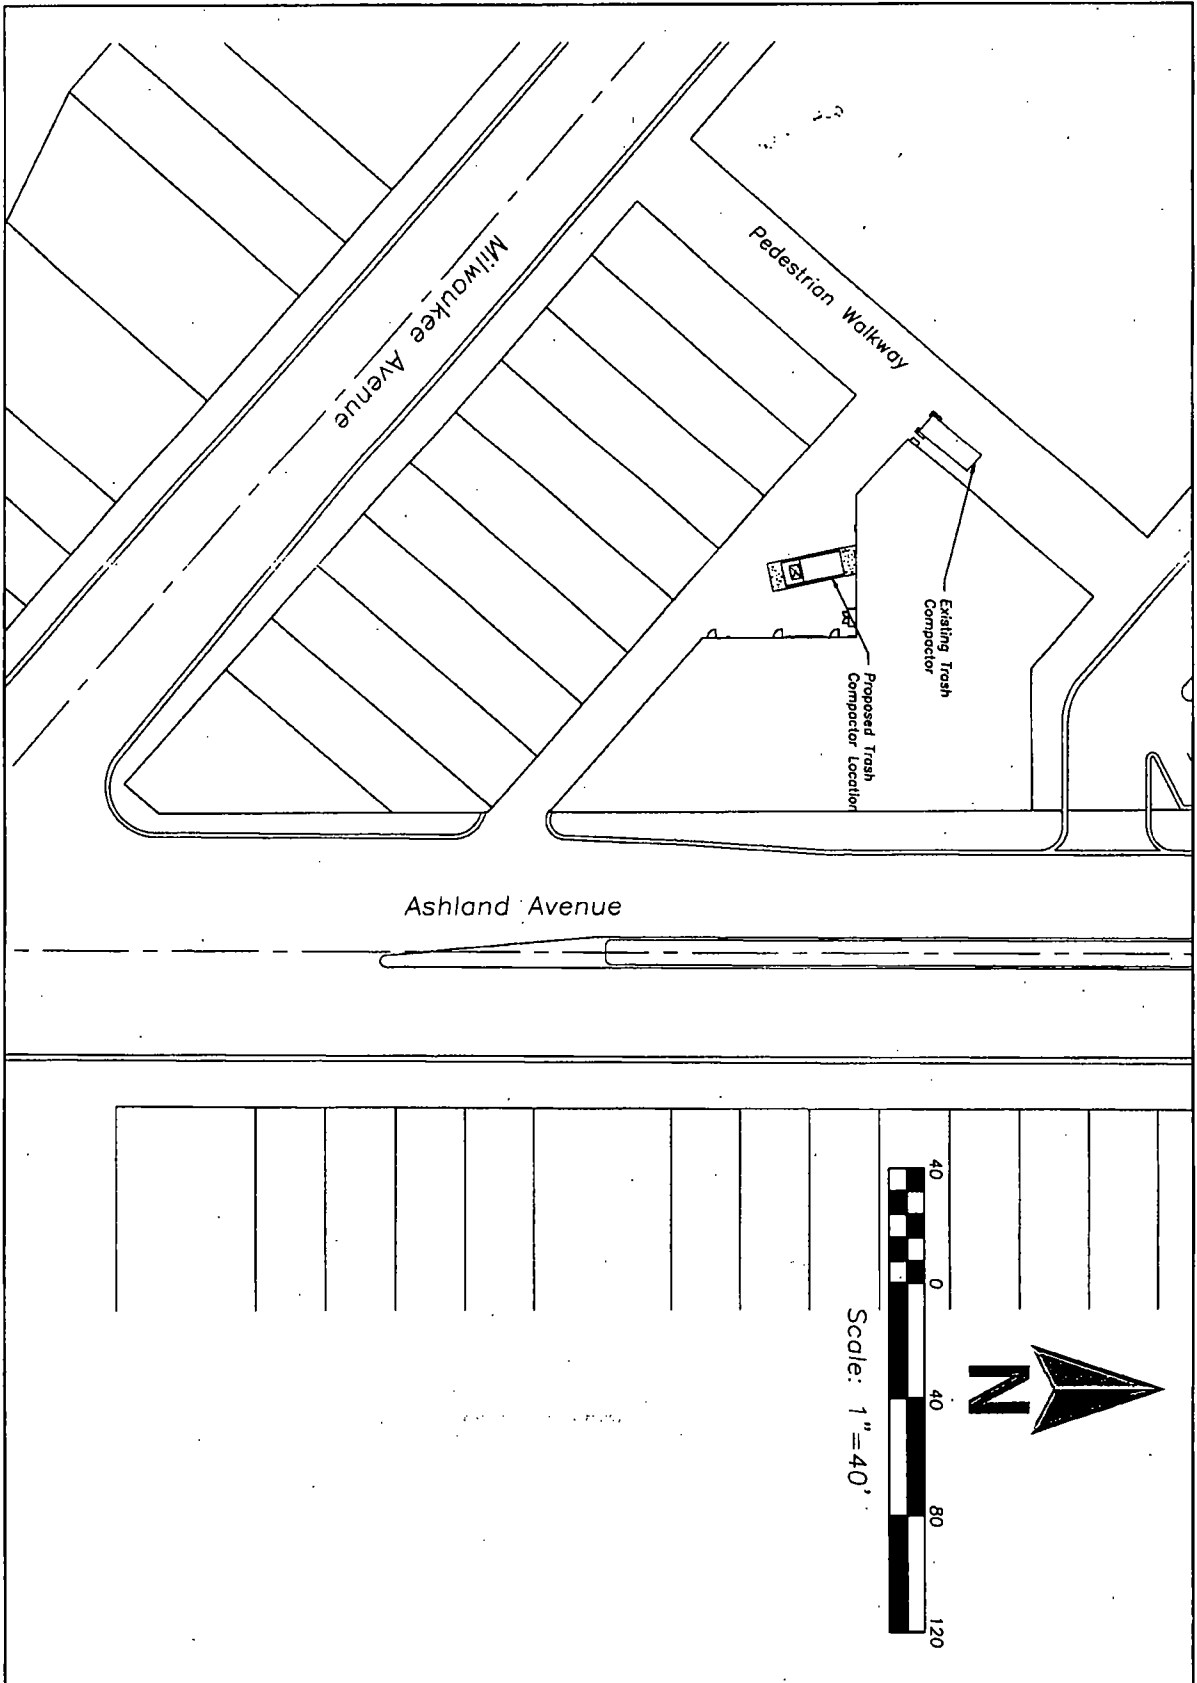 Milwaukee Avenue
Pedestrian Walkway
Existing Trash
Compactor
Proposed Trash
Compactor Location
Ashland Avenue
40 0 40 80 120
Scale: 1"=40'
N